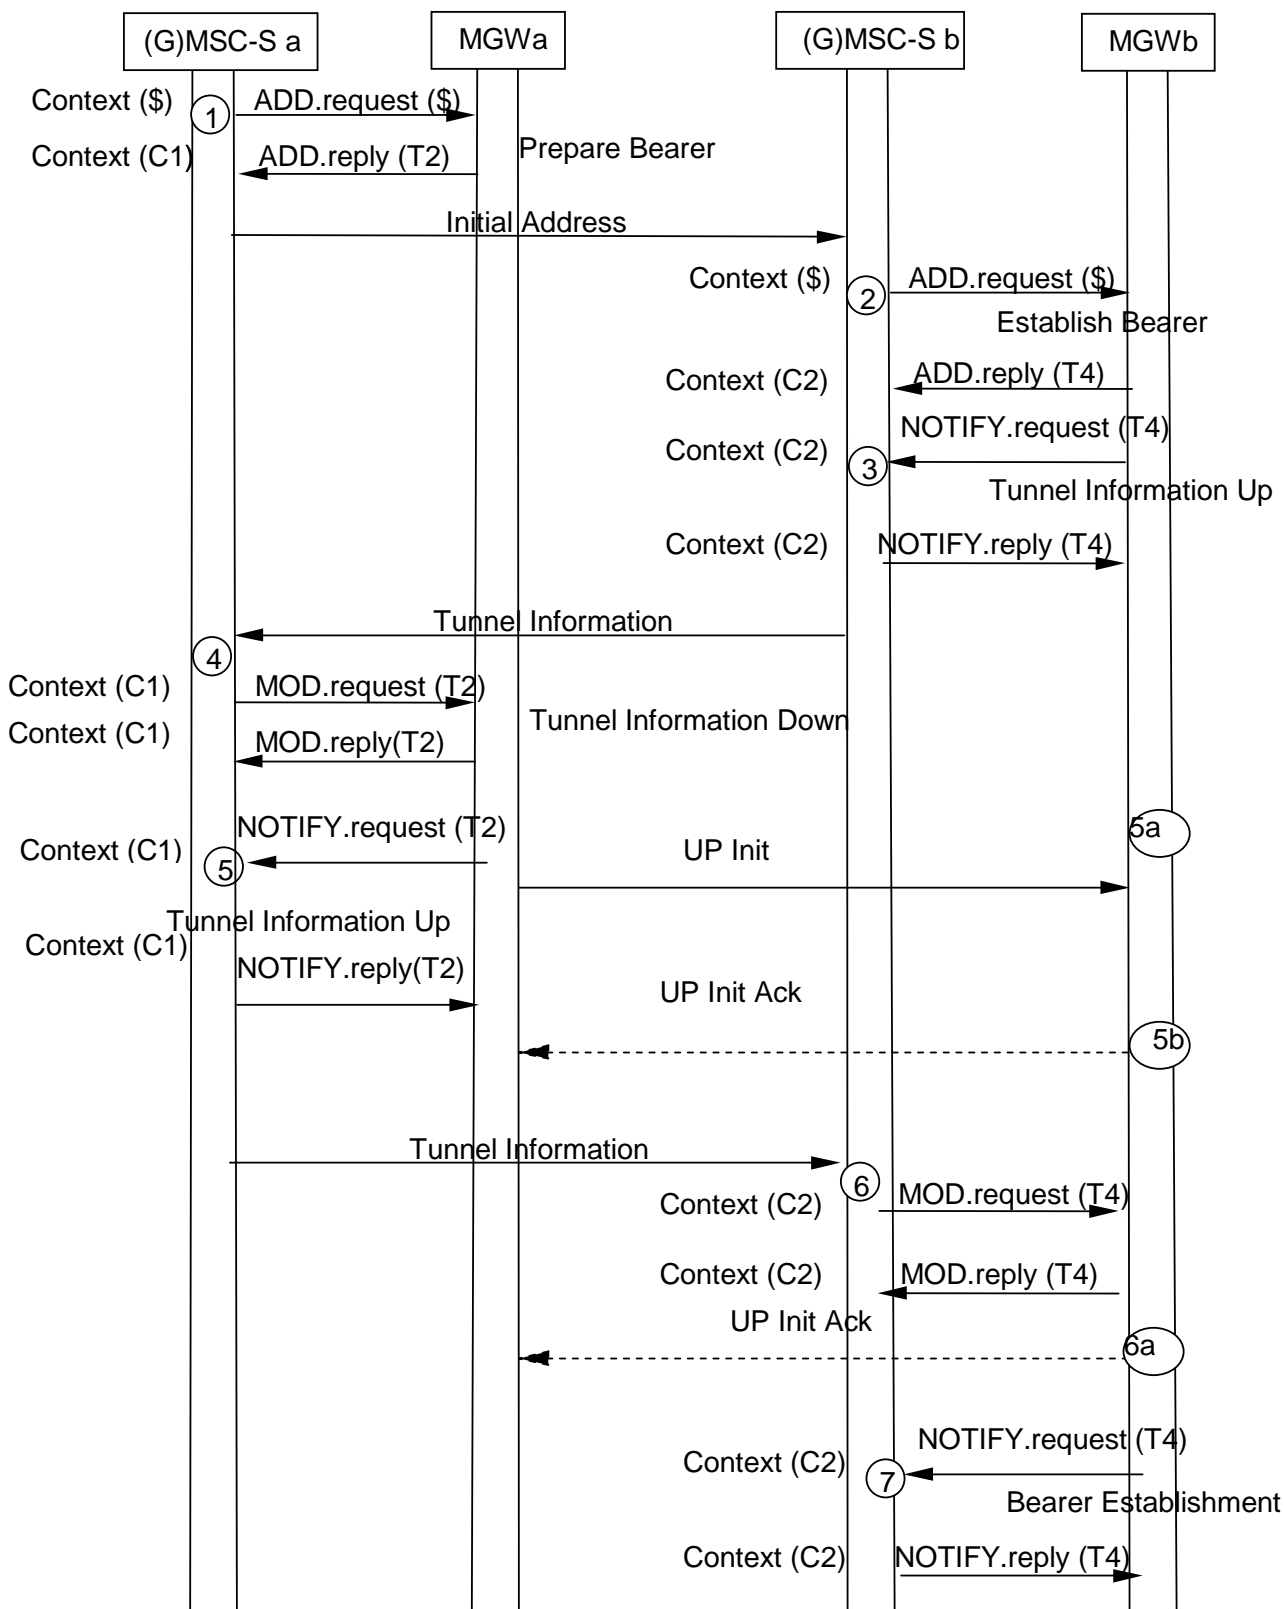 (G)MSC-S a
MGWa
(G)MSC-S b
MGWb
Context ($)
1
ADD.request ($)
Context (C1)
ADD.reply (T2)
Prepare Bearer
Initial Address
Context ($)
2
ADD.request ($)
Establish Bearer
Context (C2)
ADD.reply (T4)
NOTIFY.request (T4)
Context (C2)
3
Tunnel Information Up
Context (C2)
NOTIFY.reply (T4)
Tunnel Information
4
Context (C1)
MOD.request (T2)
Tunnel Information Down
Context (C1)
MOD.reply(T2)
NOTIFY.request (T2)
5a
Context (C1)
5
UP Init
Tunnel Information Up
Context (C1)
NOTIFY.reply(T2)
UP Init Ack
5b
Tunnel Information
6
Context (C2)
MOD.request (T4)
Context (C2)
MOD.reply (T4)
UP Init Ack
6a
NOTIFY.request (T4)
Context (C2)
7
Bearer Establishment
Context (C2)
NOTIFY.reply (T4)